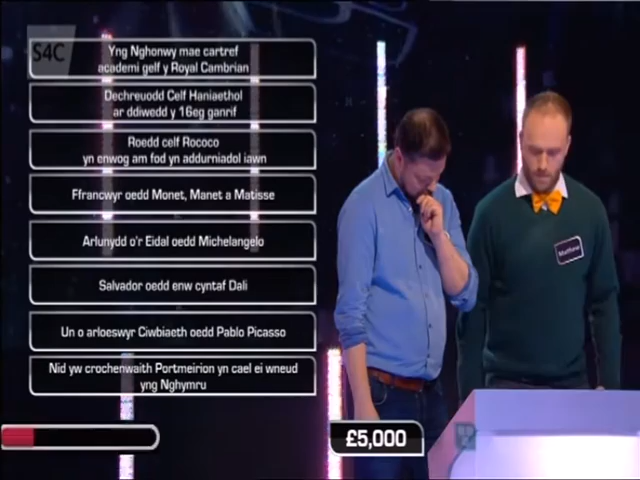 S4C
Yng Nghonwy mae cartref
academi gelf y Royal Cambrian
Dechreuodd Celf Haniaethol
ar ddiwedd y 16eg ganrif
Roedd celf Rococo
yn enwog am fod yn addurniadol iawn
Ffrancwyr oedd Monet, Manet a Matisse
Arlunydd o'r Eidal oedd Michelangelo
Salvador oedd enw cyntaf Dali
Un o arloeswyr Ciwbiaeth oedd Pablo Picasso
Nid yw crochenwaith Portmeirion yn cael ei wneud
yng Nghymru
Matthew
£5,000